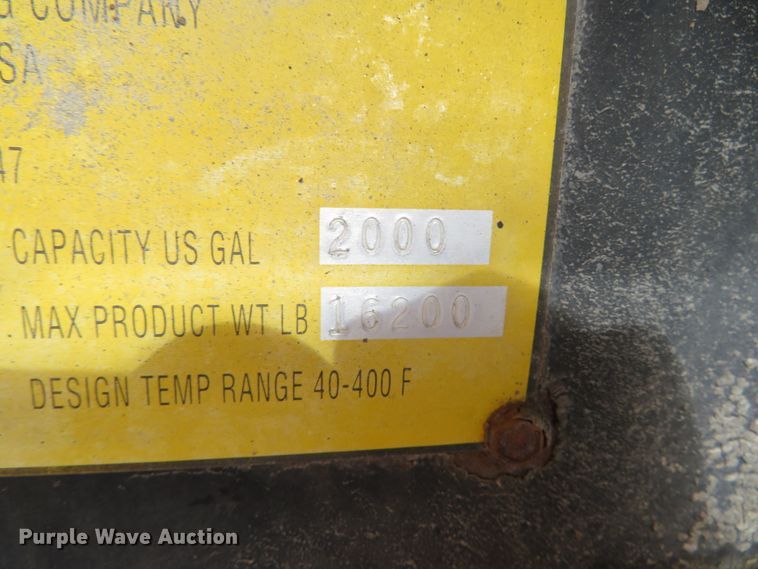 G COMPANY
SA
A7
CAPACITY US GAL 2000
. MAX PRODUCT WT LB 16200
DESIGN TEMP RANGE 40-400 F
Purple Wave Auction